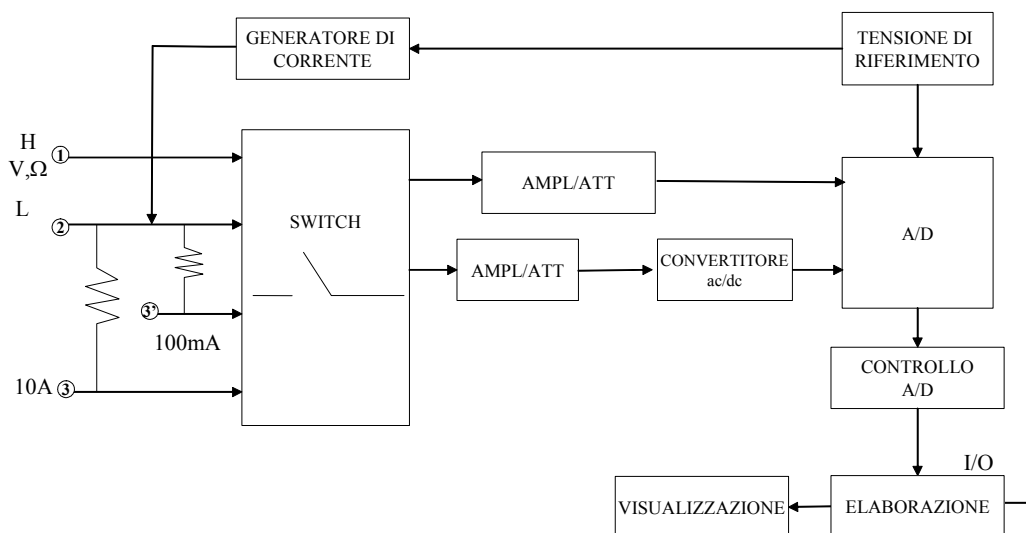 GENERATORE DI
CORRENTE
TENSIONE DI
RIFERIMENTO
H
V,Ω
1
L
2
3'
100mA
10A
3
SWITCH
AMPL/ATT
AMPL/ATT
CONVERTITORE
ac/dc
A/D
CONTROLLO
A/D
I/O
VISUALIZZAZIONE
ELABORAZIONE